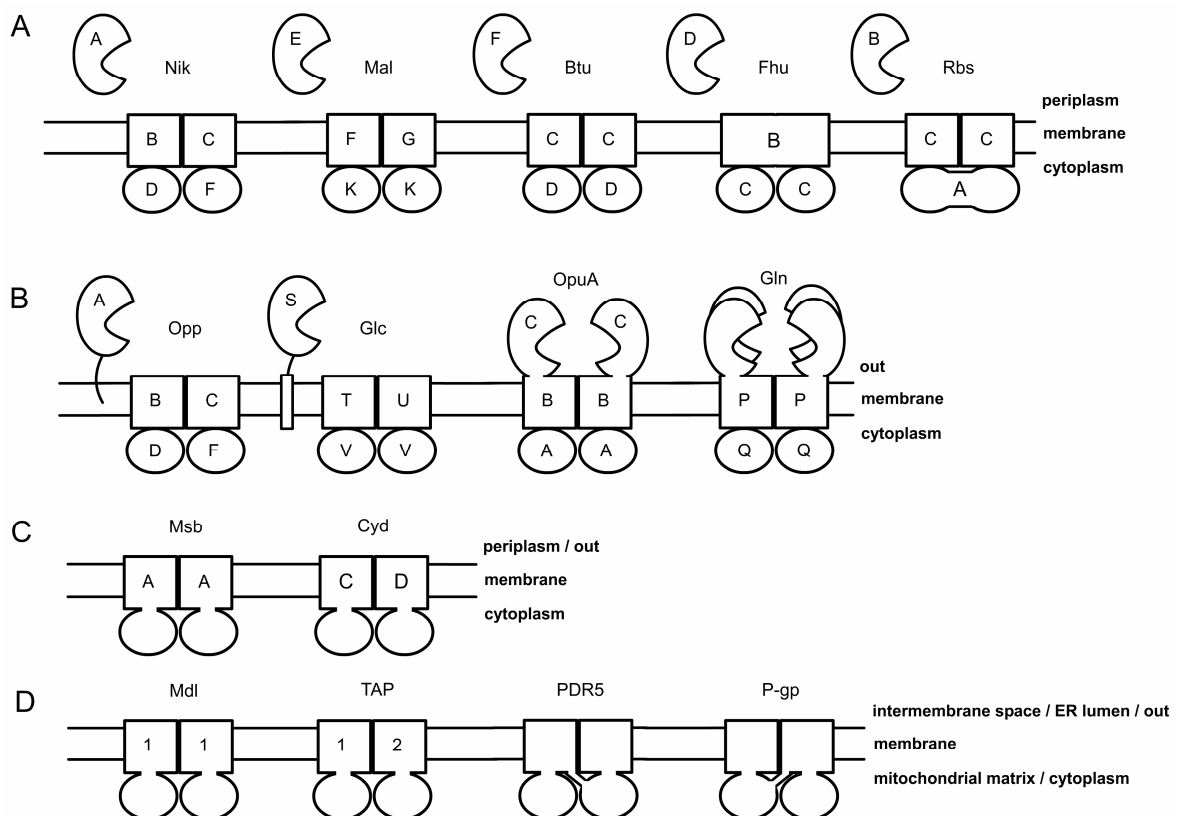 A
A E F D B
Nik Mal Btu Fhu Rbs
periplasm
B C F G C C B C C membrane
cytoplasm
D F K K D D C C A
OpuA Gln
B
A S C C
Opp Glc
out
B C T U B B P P membrane
cytoplasm
D F V V A A Q Q
C
Msb Cyd
periplasm / out
A A C D membrane
cytoplasm
D
Mdl TAP PDR5 P-gp
intermembrane space / ER lumen / out
1 1 1 2 membrane
mitochondrial matrix / cytoplasm